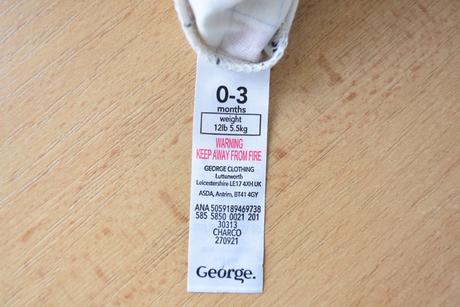 0-3
months
weight
12lb 5.5kg
WARNING
KEEP AWAY FROM FIRE
GEORGE CLOTHING
Lutterworth
Leicestershire LE17 4XH UK
ASDA, Antrim, BT41 4GY
ANA 5059189469738
585 5850 0021 201
30313
CHARCO
270921
George.